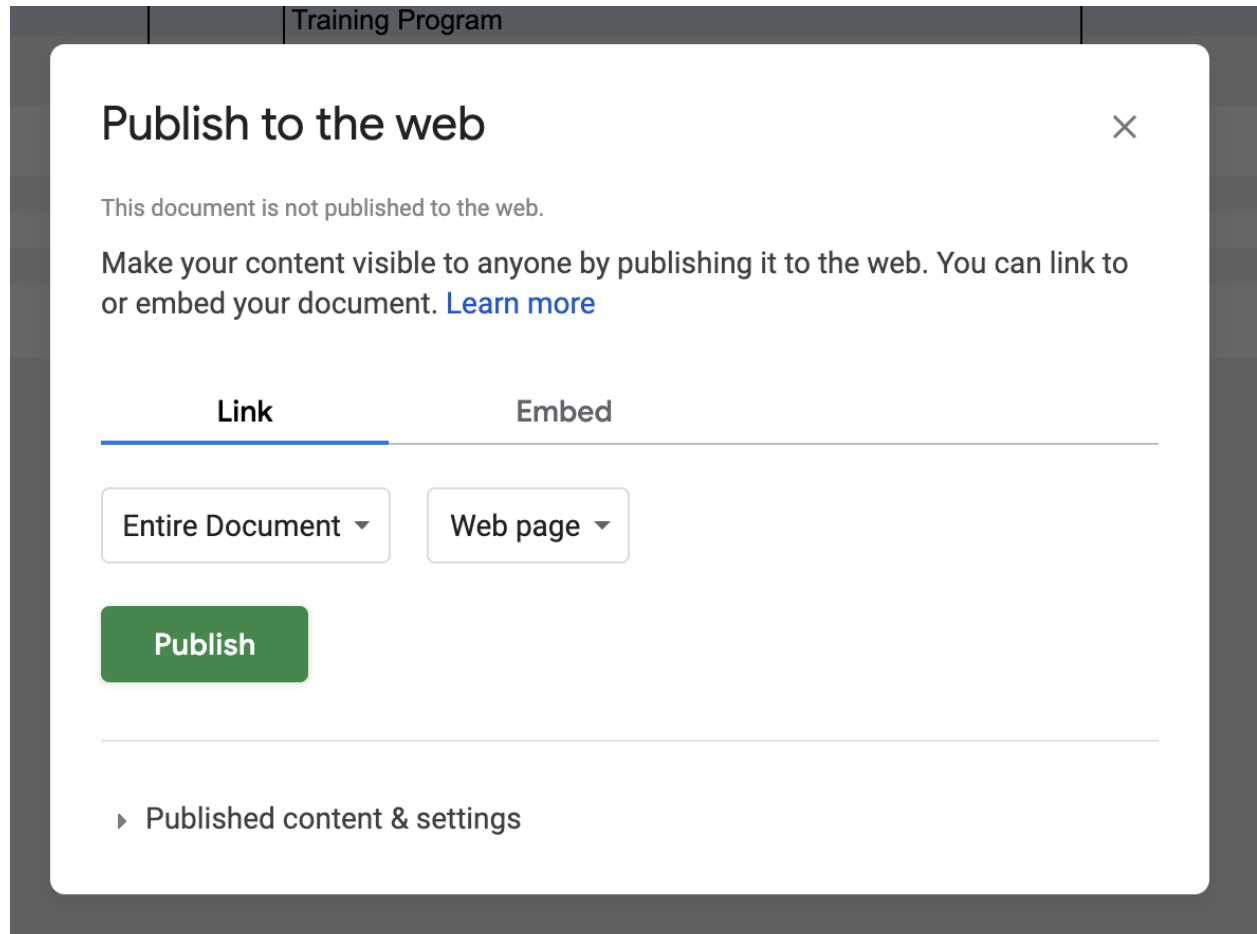 Training Program
Publish to the web
This document is not published to the web.
Make your content visible to anyone by publishing it to the web. You can link to
or embed your document. Learn more
Link Embed
Entire Document Web page
Publish
Published content & settings